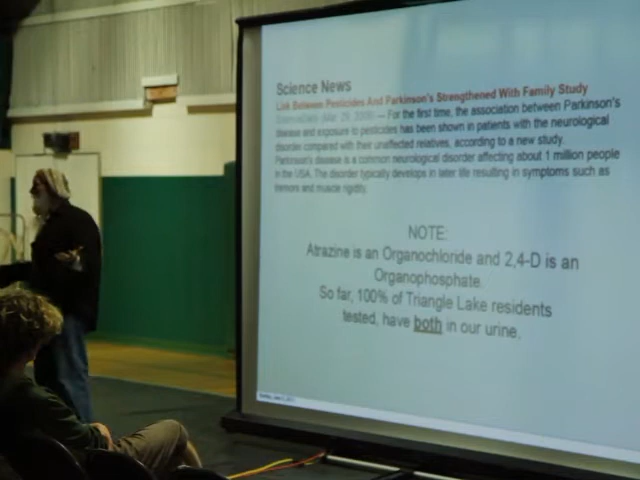 Science News
Link Between Pesticides And Parkinson's Strengthened With Family Study
ScienceDaily (Mar. 29, 2008) — For the first time, the association between Parkinson's
disease and exposure to pesticides has been shown in patients with the neurological
disorder compared with their unaffected relatives, according to a new study.
Parkinson's disease is a common neurological disorder affecting about 1 million people
in the USA. The disorder typically develops in later life resulting in symptoms such as
tremors and muscle rigidity.
NOTE:
Atrazine is an Organochloride and 2,4-D is an
Organophosphate.
So far, 100% of Triangle Lake residents
tested, have both in our urine.